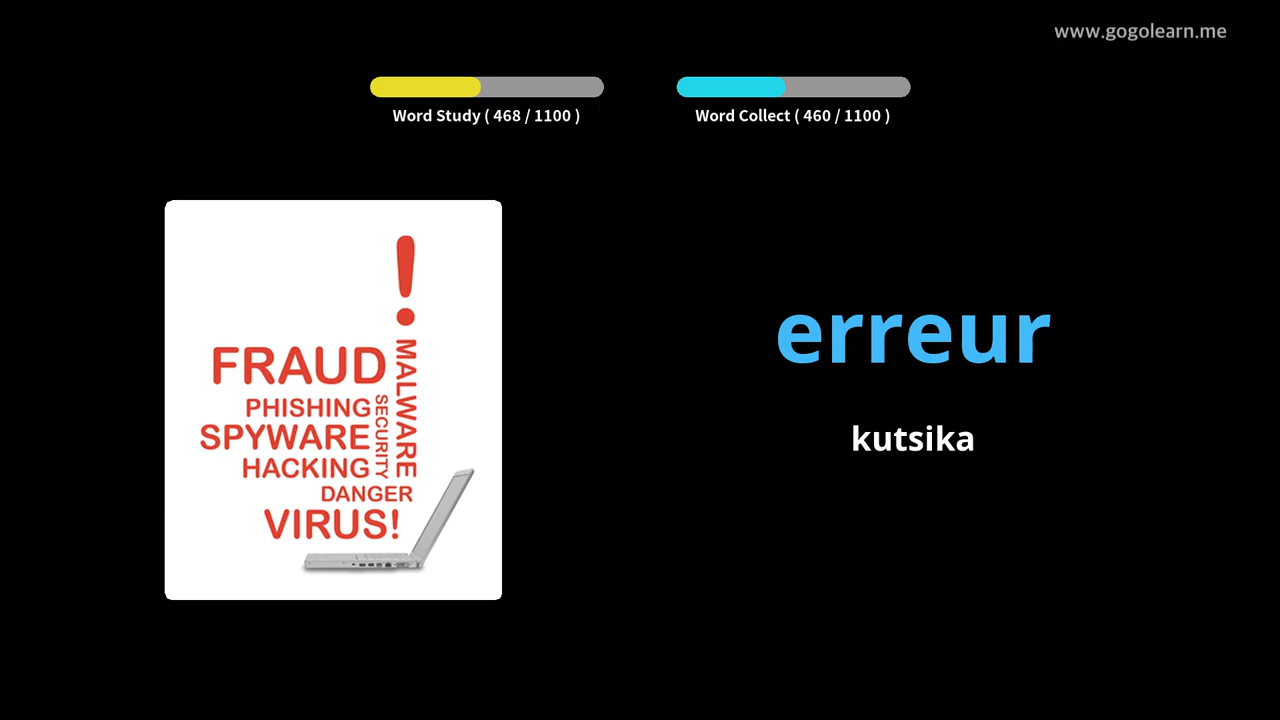 www.gogolearn.me
Word Study ( 468 / 1100 )
Word Collect ( 460 / 1100 )
!
FRAUD
MALWARE
PHISHING
SECURITY
SPYWARE
HACKING
DANGER
VIRUS!
erreur
kutsika